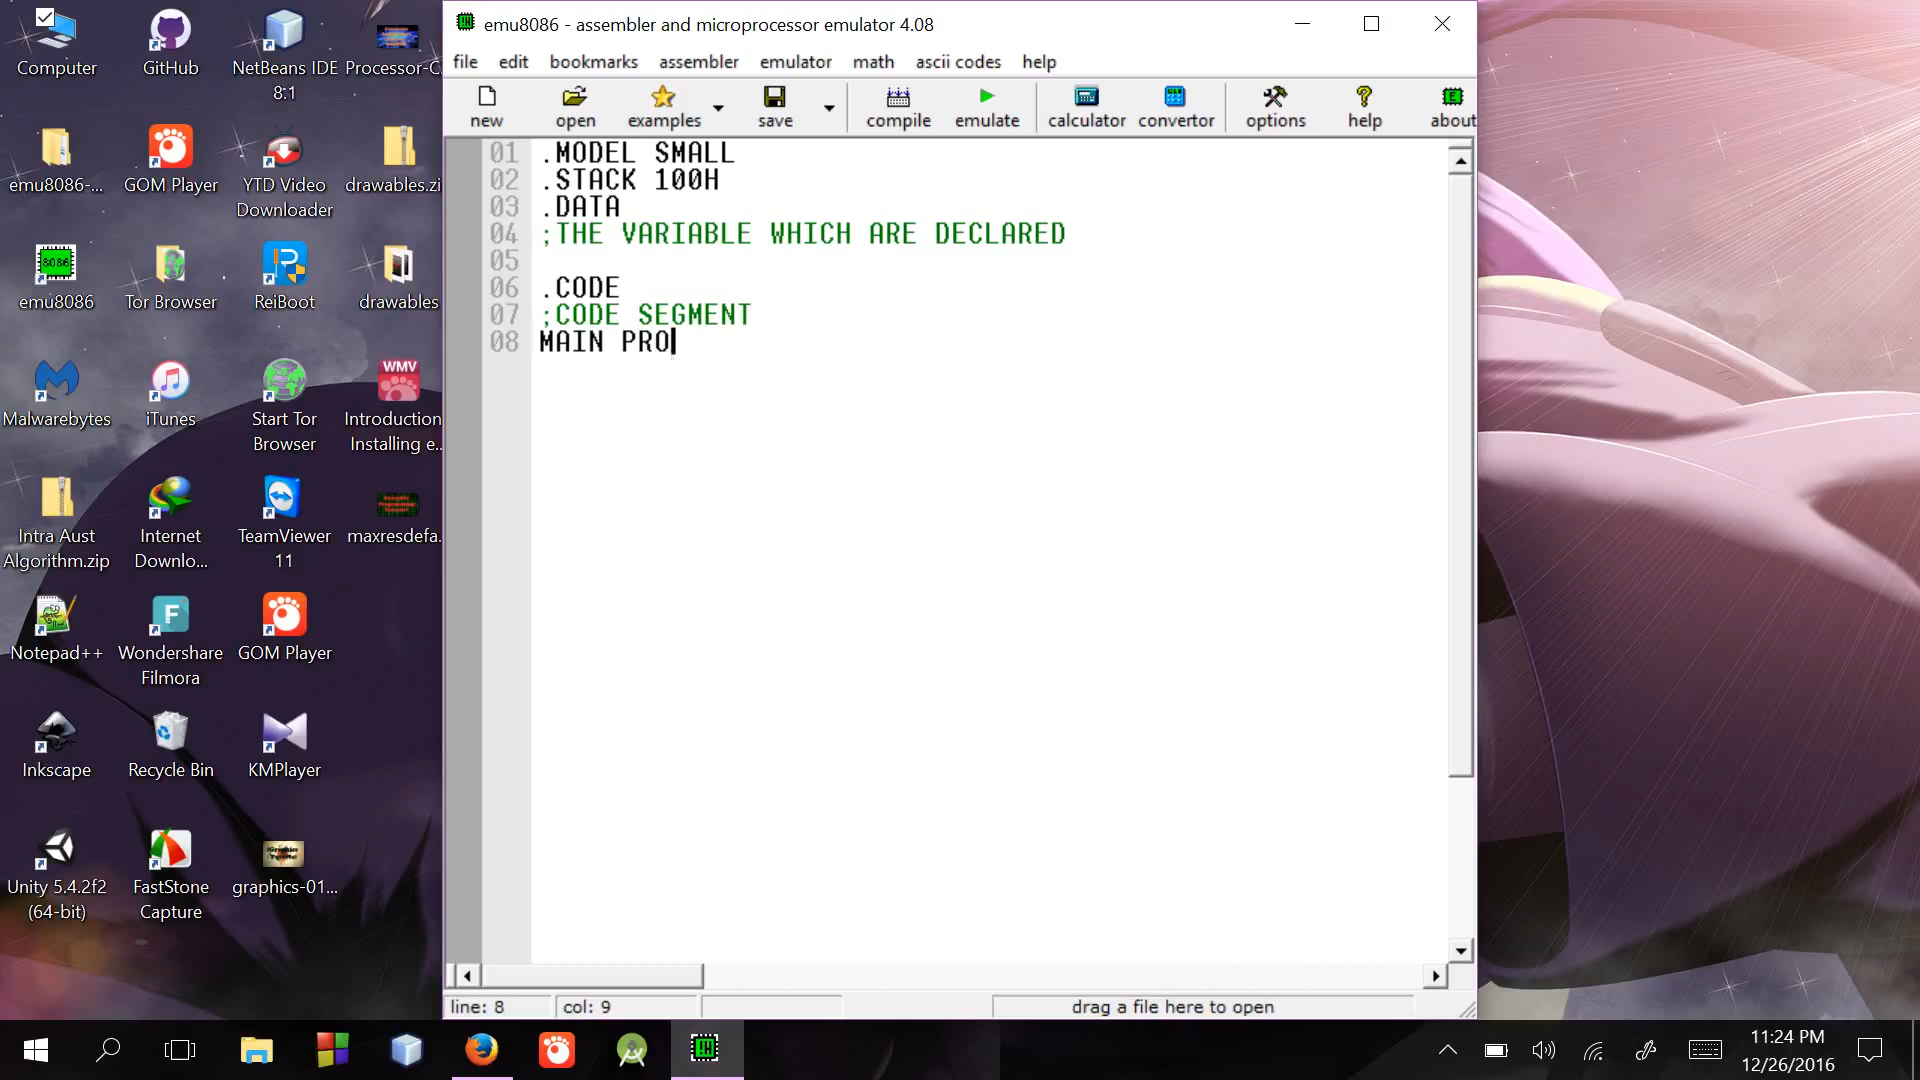 Computer
GitHub
NetBeans IDE
8:1
Processor-C...
emu8086-...
GOM Player
YTD Video
Downloader
drawables.zi
8086
emu8086
Tor Browser
ReiBoot
drawables
Malwarebytes
iTunes
Start Tor
Browser
WMV
Introduction
Installing e...
Intra Aust
Algorithm.zip
Internet
Downlo...
TeamViewer
11
maxresdefa...
Notepad++
Wondershare
Filmora
GOM Player
Inkscape
Recycle Bin
KMPlayer
Unity 5.4.2f2
(64-bit)
FastStone
Capture
graphics-01...
emu8086 - assembler and microprocessor emulator 4.08
file edit bookmarks assembler emulator math ascii codes help
new open examples save compile emulate calculator convertor options help about
01 .MODEL SMALL
02 .STACK 100H
03 .DATA
04 ;THE VARIABLE WHICH ARE DECLARED
05
06 .CODE
07 ;CODE SEGMENT
08 MAIN PRO
line: 8 col: 9 drag a file here to open
11:24 PM
12/26/2016